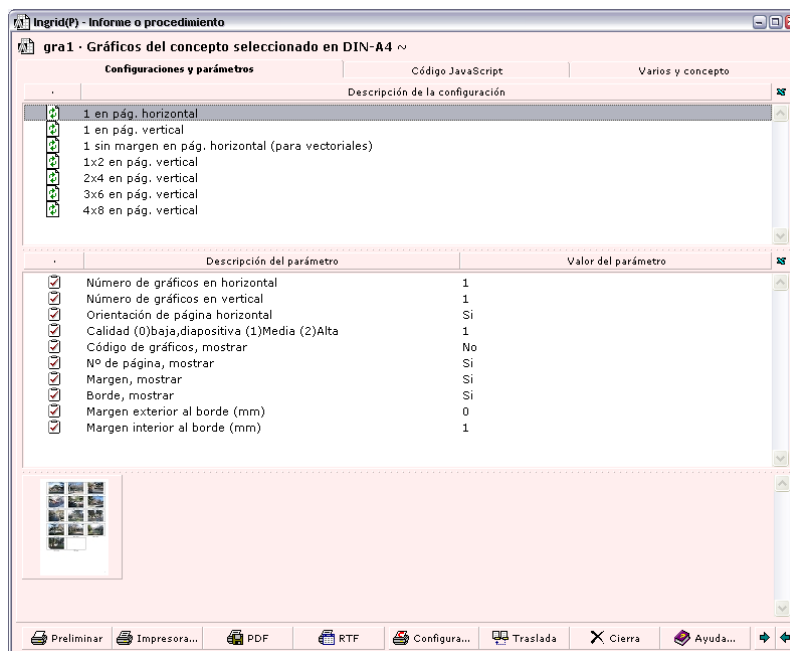 Ingrid(P) - Informe o procedimiento
gra1 · Gráficos del concepto seleccionado en DIN-A4 ~
Configuraciones y parámetros Código JavaScript Varios y concepto
. Descripción de la configuración
1 en pág. horizontal
1 en pág. vertical
1 sin margen en pág. horizontal (para vectoriales)
1x2 en pág. vertical
2x4 en pág. vertical
3x6 en pág. vertical
4x8 en pág. vertical
. Descripción del parámetro Valor del parámetro
Número de gráficos en horizontal 1
Número de gráficos en vertical 1
Orientación de página horizontal Si
Calidad (0)baja,diapositiva (1)Media (2)Alta 1
Código de gráficos, mostrar No
Nº de página, mostrar Si
Margen, mostrar Si
Borde, mostrar Si
Margen exterior al borde (mm) 0
Margen interior al borde (mm) 1
Preliminar Impresora... PDF RTF Configura... Traslada Cierra Ayuda...